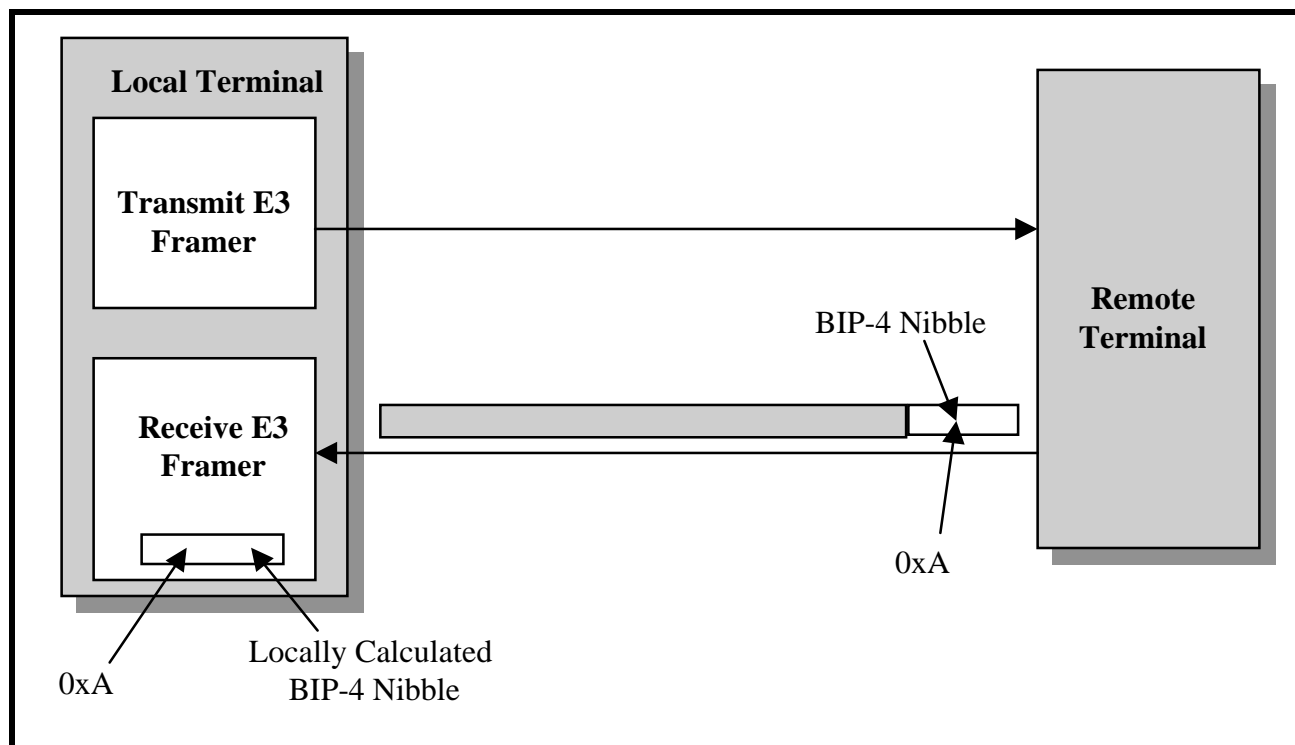 Local Terminal
Transmit E3
Framer
Remote
Terminal
BIP-4 Nibble
Receive E3
Framer
0xA
0xA
Locally Calculated
BIP-4 Nibble